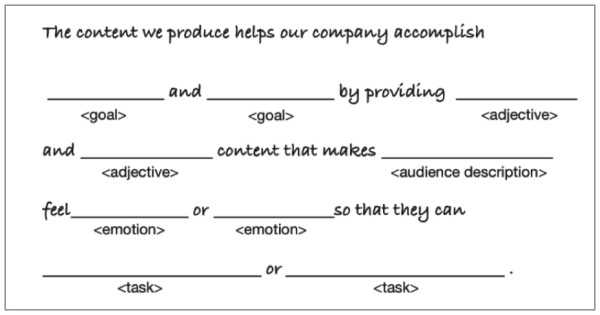 The content we produce helps our company accomplish
____________ and ____________ by providing ____________
<goal> <goal> <adjective>
and ____________ content that makes ____________
<adjective> <audience description>
feel____________ or ____________so that they can
<emotion> <emotion>
____________ or ____________ .
<task> <task>